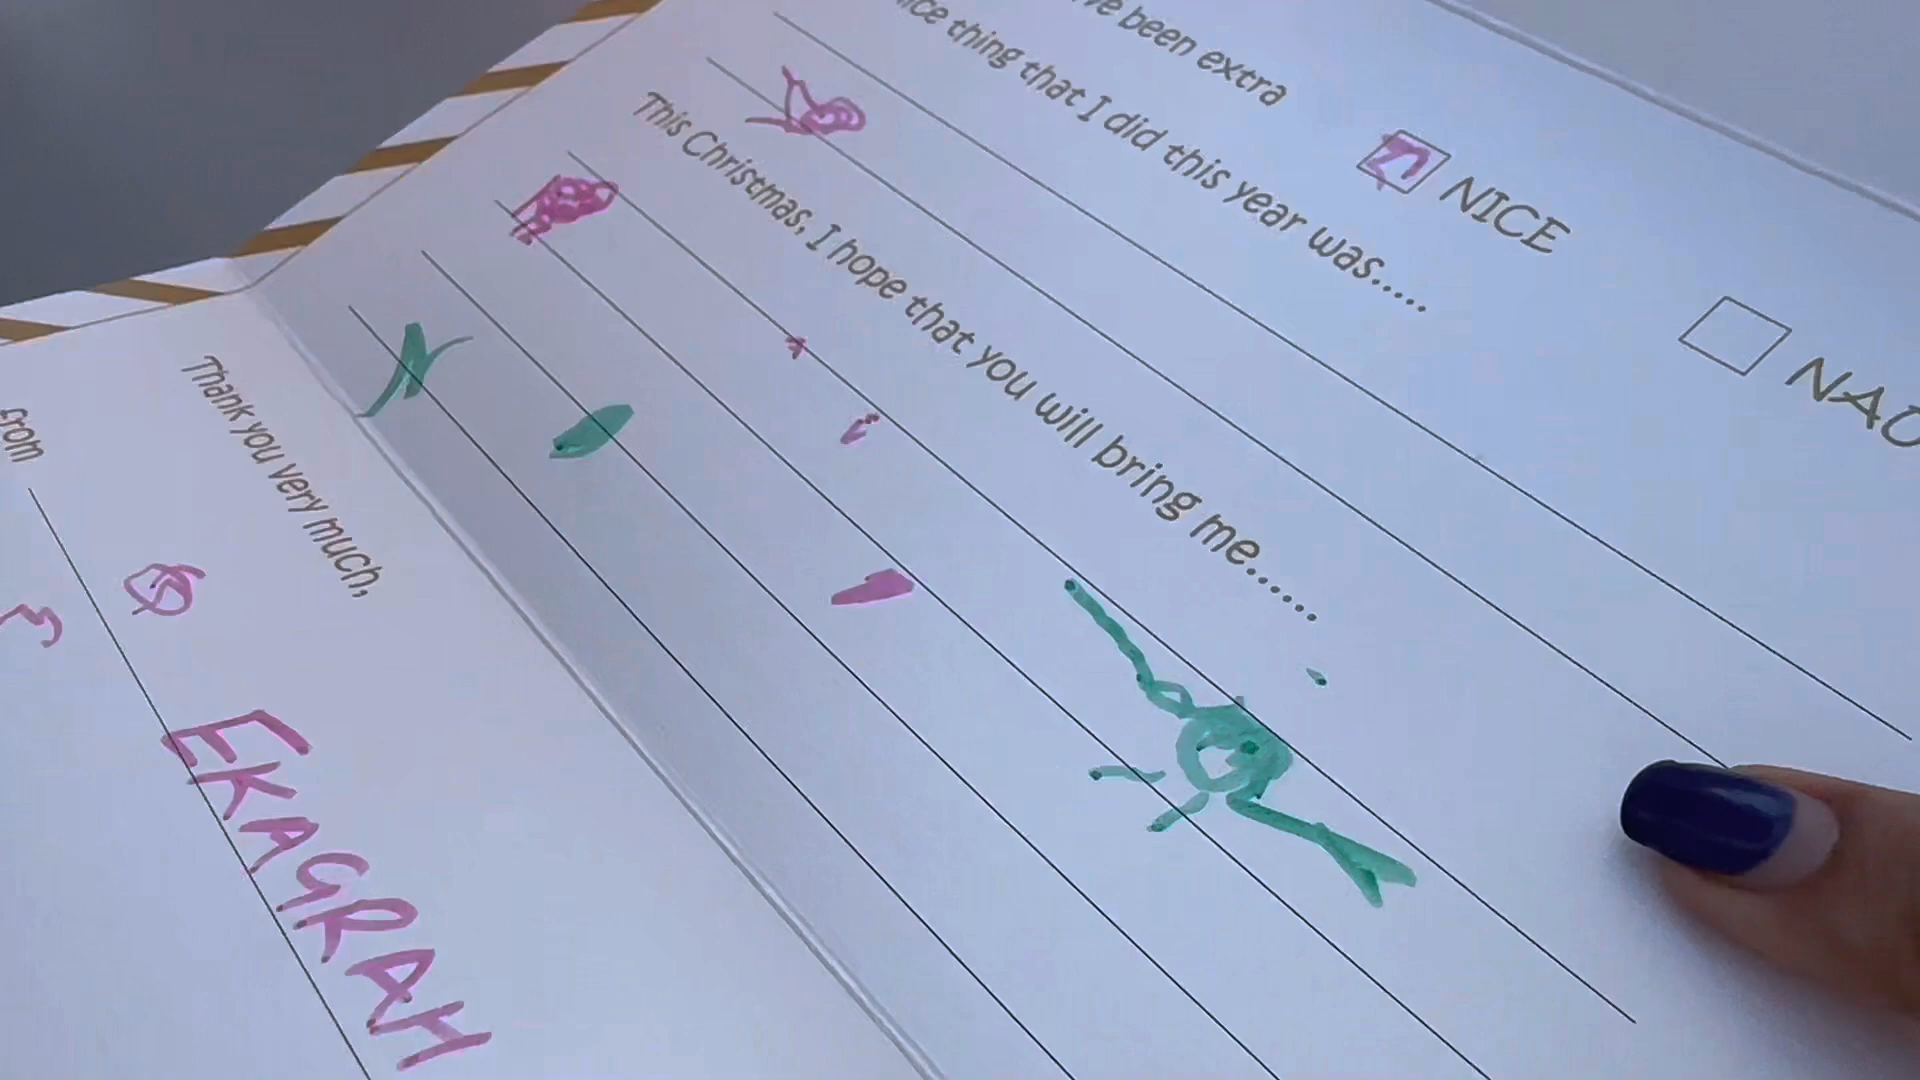 ve been extra
NICE
NAU
ice thing that I did this year was.....
This Christmas, I hope that you will bring me......
Thank you very much,
from
EKAGRAH